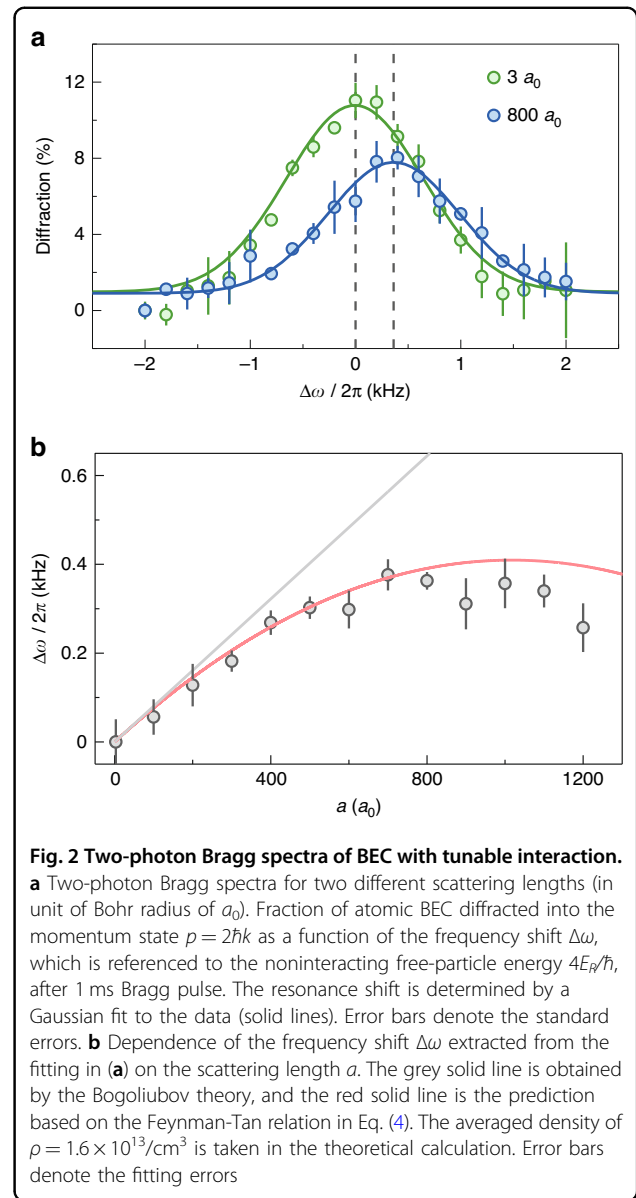 a
12
8
4
0
Diffraction (%)
3 a₀
800 a₀
−2
−1
0
1
2
Δω / 2π (kHz)
b
0.6
0.4
0.2
0
Δω / 2π (kHz)
0
400
800
1200
a (a₀)
Fig. 2 Two-photon Bragg spectra of BEC with tunable interaction.
a Two-photon Bragg spectra for two different scattering lengths (in
unit of Bohr radius of a₀). Fraction of atomic BEC diffracted into the
momentum state p = 2ħk as a function of the frequency shift Δω,
which is referenced to the noninteracting free-particle energy 4E_R/ħ,
after 1 ms Bragg pulse. The resonance shift is determined by a
Gaussian fit to the data (solid lines). Error bars denote the standard
errors. b Dependence of the frequency shift Δω extracted from the
fitting in (a) on the scattering length a. The grey solid line is obtained
by the Bogoliubov theory, and the red solid line is the prediction
based on the Feynman-Tan relation in Eq. (4). The averaged density of
ρ = 1.6 × 10¹³/cm³ is taken in the theoretical calculation. Error bars
denote the fitting errors